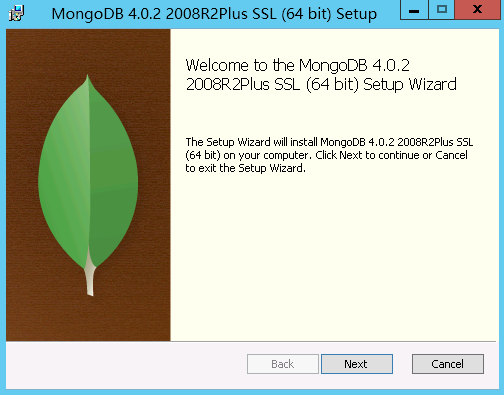 MongoDB 4.0.2 2008R2Plus SSL (64 bit) Setup
Welcome to the MongoDB 4.0.2
2008R2Plus SSL (64 bit) Setup Wizard
The Setup Wizard will install MongoDB 4.0.2 2008R2Plus SSL
(64 bit) on your computer. Click Next to continue or Cancel
to exit the Setup Wizard.
Back Next Cancel